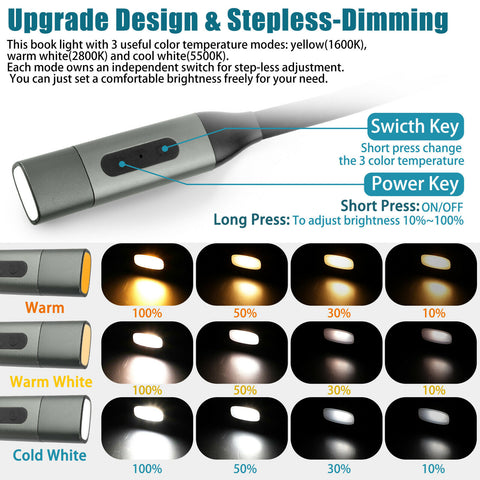 Upgrade Design & Stepless-Dimming
This book light with 3 useful color temperature modes: yellow(1600K),
warm white(2800K) and cool white(5500K).
Each mode owns an independent switch for step-less adjustment.
You can just set a comfortable brightness freely for your need.
Swicth Key
Short press change
the 3 color temperature
Power Key
Short Press: ON/OFF
Long Press: To adjust brightness 10%~100%
Warm
100% 50% 30% 10%
Warm White
100% 50% 30% 10%
Cold White
100% 50% 30% 10%